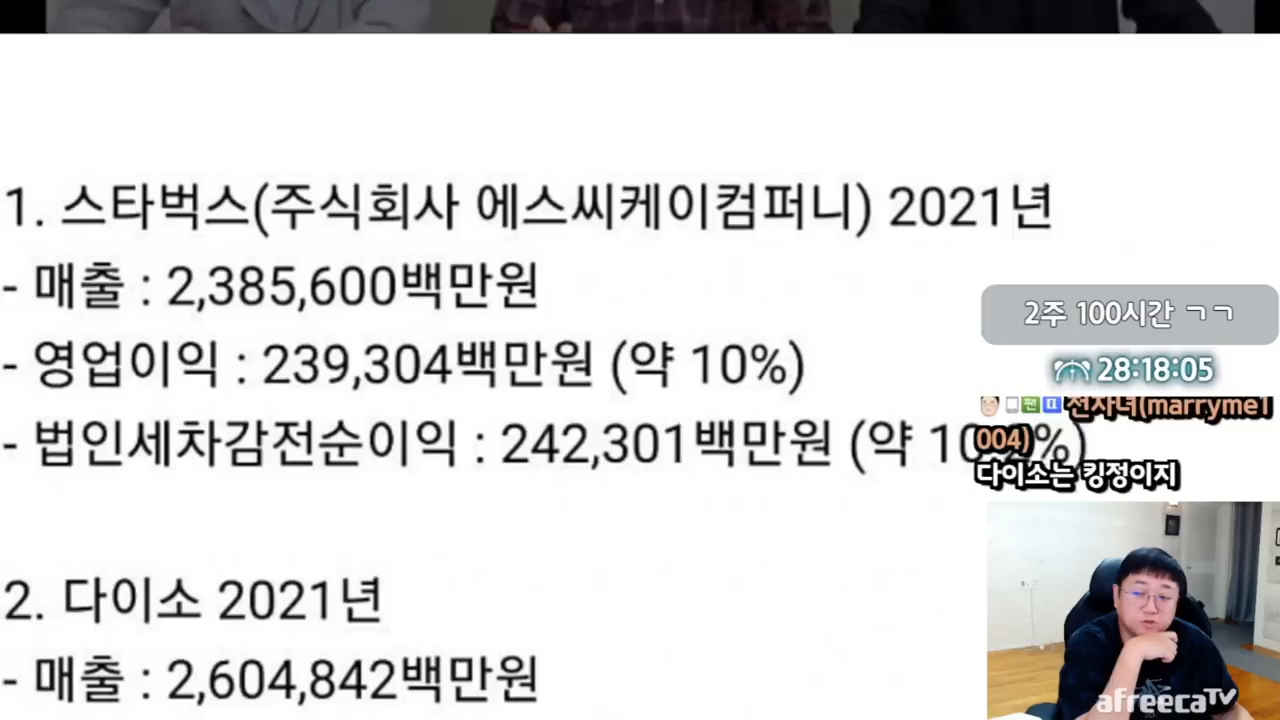 1. 스타벅스(주식회사 에스씨케이컴퍼니) 2021년
- 매출 : 2,385,600백만원
- 영업이익 : 239,304백만원 (약 10%)
- 법인세차감전순이익 : 242,301백만원 (약 10 %)
2. 다이소 2021년
- 매출 : 2,604,842백만원
2주 100시간 ㄱㄱ
28:18:05
팬 전자녀(marryme1
004)
다이소는 킹정이지
afreecaTV